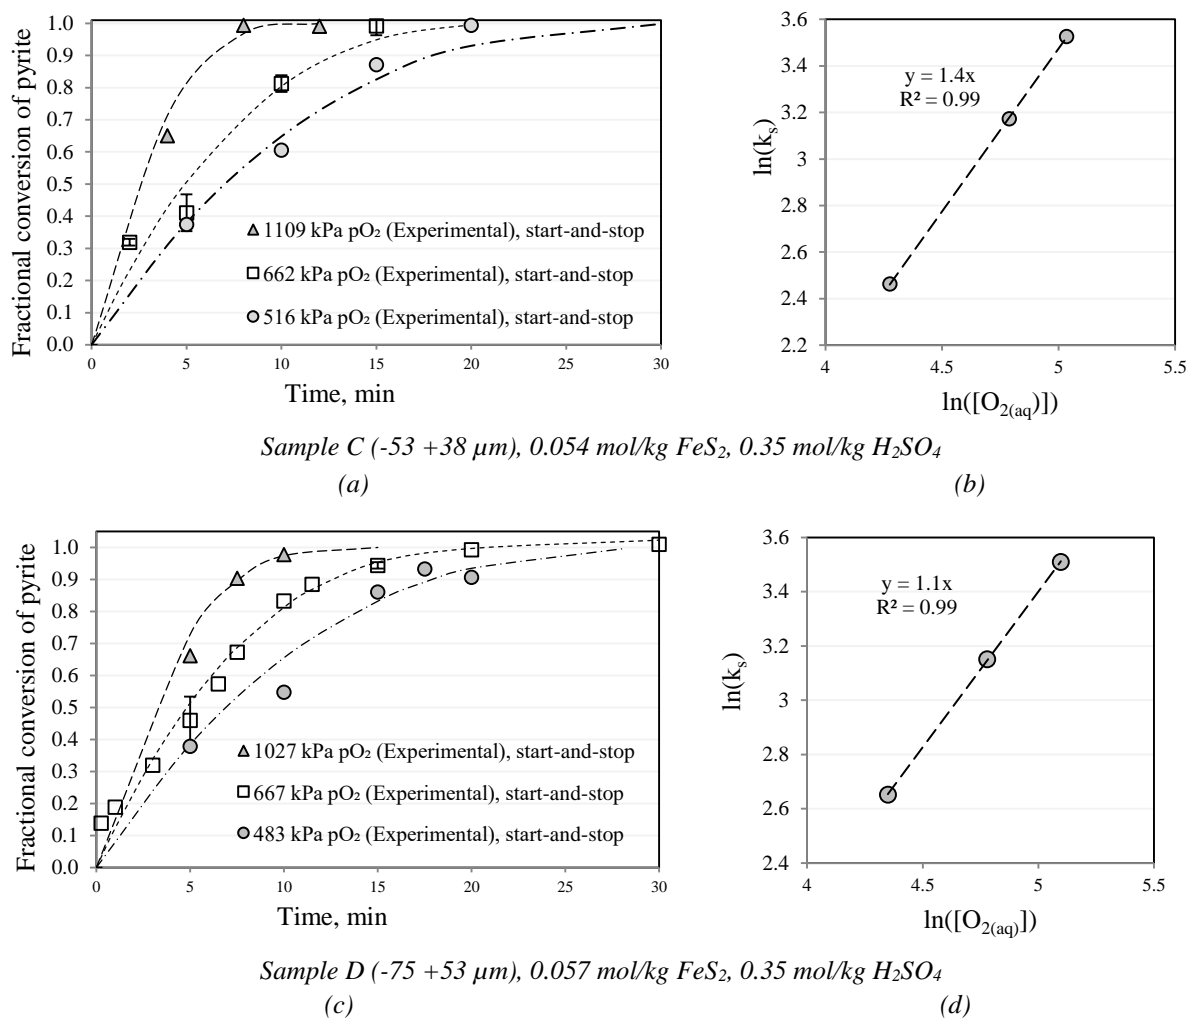 Fractional conversion of pyrite
1.0
0.9
0.8
0.7
0.6
0.5
0.4
0.3
0.2
0.1
0.0
1109 kPa pO₂ (Experimental), start-and-stop
662 kPa pO₂ (Experimental), start-and-stop
516 kPa pO₂ (Experimental), start-and-stop
0 5 10 15 20 25 30
Time, min
ln(kₛ)
3.6
3.4
3.2
3
2.8
2.6
2.4
2.2
y = 1.4x
R² = 0.99
4 4.5 5 5.5
ln([O₂₍aq₎])
Sample C (-53 +38 µm), 0.054 mol/kg FeS₂, 0.35 mol/kg H₂SO₄
(a) (b)
Fractional conversion of pyrite
1.0
0.9
0.8
0.7
0.6
0.5
0.4
0.3
0.2
0.1
0.0
1027 kPa pO₂ (Experimental), start-and-stop
667 kPa pO₂ (Experimental), start-and-stop
483 kPa pO₂ (Experimental), start-and-stop
0 5 10 15 20 25 30
Time, min
ln(kₛ)
3.6
3.4
3.2
3
2.8
2.6
2.4
y = 1.1x
R² = 0.99
4 4.5 5 5.5
ln([O₂₍aq₎])
Sample D (-75 +53 µm), 0.057 mol/kg FeS₂, 0.35 mol/kg H₂SO₄
(c) (d)